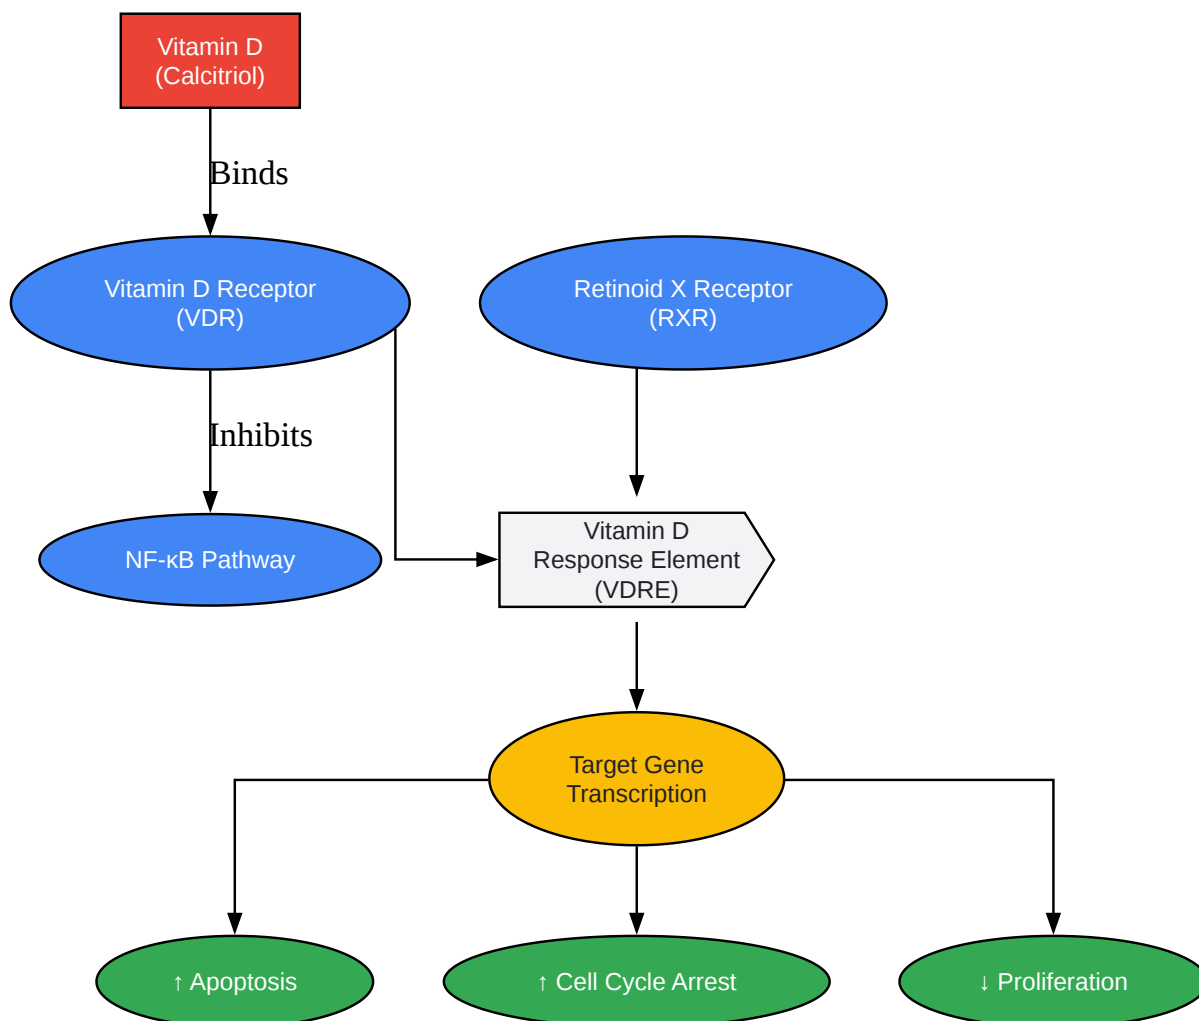 Vitamin D
(Calcitriol)
Binds
Vitamin D Receptor
(VDR)
Retinoid X Receptor
(RXR)
Inhibits
NF-κB Pathway
Vitamin D
Response Element
(VDRE)
Target Gene
Transcription
↑ Apoptosis
↑ Cell Cycle Arrest
↓ Proliferation